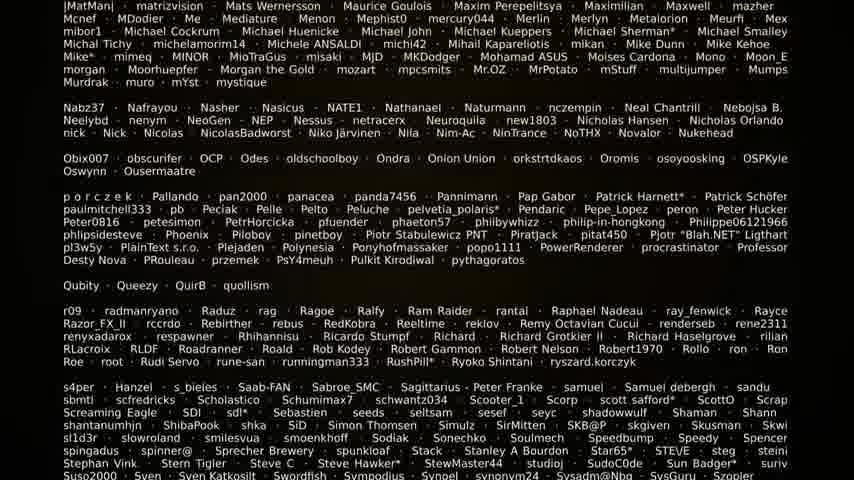 |MatMan| · matrizvision · Mats Wernersson · Maurice Goulois · Maxim Perepelitsya · Maximilian · Maxwell · mazher
Mcnef · MDodier · Me · Mediature · Menon · Mephist0 · mercury044 · Merlin · Merlyn · Metalorion · Meurfi · Mex
mibor1 · Michael Cockrum · Michael Huenicke · Michael John · Michael Kueppers · Michael Sherman* · Michael Smalley
Michal Tichy · michelamorim14 · Michele ANSALDI · michi42 · Mihail Kapareliotis · mikan · Mike Dunn · Mike Kehoe
Mike* · mimeq · MINOR · MioTraGus · misaki · MJD · MKDodger · Mohamad ASUS · Moises Cardona · Mono · Moon_E
morgan · Moorhuepfer · Morgan the Gold · mozart · mpcsmits · Mr.OZ · MrPotato · mStuff · multijumper · Mumps
Murdrak · muro · mYst · mystique
Nabz37 · Nafrayou · Nasher · Nasicus · NATE1 · Nathanael · Naturmann · nczempin · Neal Chantrill · Nebojsa B.
Neelybd · nenym · NeoGen · NEP · Nessus · netracerx · Neuroquila · new1803 · Nicholas Hansen · Nicholas Orlando
nick · Nick · Nicolas · NicolasBadworst · Niko Järvinen · Nila · Nim-Ac · NinTrance · NoTHX · Novalor · Nukehead
Obix007 · obscurifer · OCP · Odes · oldschoolboy · Ondra · Onion Union · orkstrtdkaos · Oromis · osoyoosking · OSPKyle
Oswynn · Ousermaatre
p o r c z e k · Pallando · pan2000 · panacea · panda7456 · Pannimann · Pap Gabor · Patrick Harnett* · Patrick Schöfer
paulmitchell333 · pb · Peciak · Pelle · Pelto · Peluche · pelvetia_polaris* · Pendaric · Pepe_Lopez · peron · Peter Hucker
Peter0816 · petesimon · PetrHorcicka · pfuender · phaeton57 · phiibywhizz · philip-in-hongkong · Philippe06121966
phlipsidesteve · Phoenix · Piloboy · pinetboy · Piotr Stabulewicz PNT · PiratJack · pitat450 · PJotr "Blah.NET" Ligthart
pl3w5y · PlainText s.r.o. · Plejaden · Polynesia · Ponyhofmassaker · popo1111 · PowerRenderer · procrastinator · Professor
Desty Nova · PRouleau · przemek · PsY4meuh · Pulkit Kirodiwal · pythagoratos
Qubity · Queezy · QuirB · quollism
r09 · radmanryano · Raduz · rag · Ragoe · Ralfy · Ram Raider · rantal · Raphael Nadeau · ray_fenwick · Rayce
Razor_FX_II · rccrdo · Rebirther · rebus · RedKobra · Reeltime · reklov · Remy Octavian Cucui · renderseb · rene2311
renyxadarox · respawner · Rhihannisu · Ricardo Stumpf · Richard · Richard Grotkier II · Richard Haselgrove · rilian
RLacroix · RLDF · Roadranner · Roald · Rob Kodey · Robert Gammon · Robert Nelson · Robert1970 · Rollo · ron · Ron
Roe · root · Rudi Servo · rune-san · runningman333 · RushPill* · Ryoko Shintani · ryszard.korczyk
s4per · Hanzel · s_bieies · Saab-FAN · Sabroe_SMC · Sagittarius - Peter Franke · samuel · Samuel debergh · sandu
sbmtl · scfredricks · Scholastico · Schumimax7 · schwantz034 · Scooter_1 · Scorp · scott safford* · ScottO · Scrap
Screaming Eagle · SDI · sdl* · Sebastien · seeds · seltsam · sesef · seyc · shadowwulf · Shaman · Shann
shantanumhjn · ShibaPook · shka · SiD · Simon Thomsen · Simulz · SirMitten · SKB@P · skgiven · Skusman · Skwi
sl1d3r · slowroland · smilesvua · smoenkhoff · Sodiak · Sonechko · Soulmech · Speedbump · Speedy · Spencer
spingadus · spinner@ · Sprecher Brewery · spunkloaf · Stack · Stanley A Bourdon · Star65* · STE\/E · steg · steini
Stephan Vink · Stern Tigler · Steve C · Steve Hawker* · StewMaster44 · studioj · SudoC0de · Sun Badger* · suriv
Suso2000 · Sven · Sven Katkosilt · Swordfish · Sympodius · Synoel · synonym24 · Sysadm@Nbg · SysGuru · Szopler